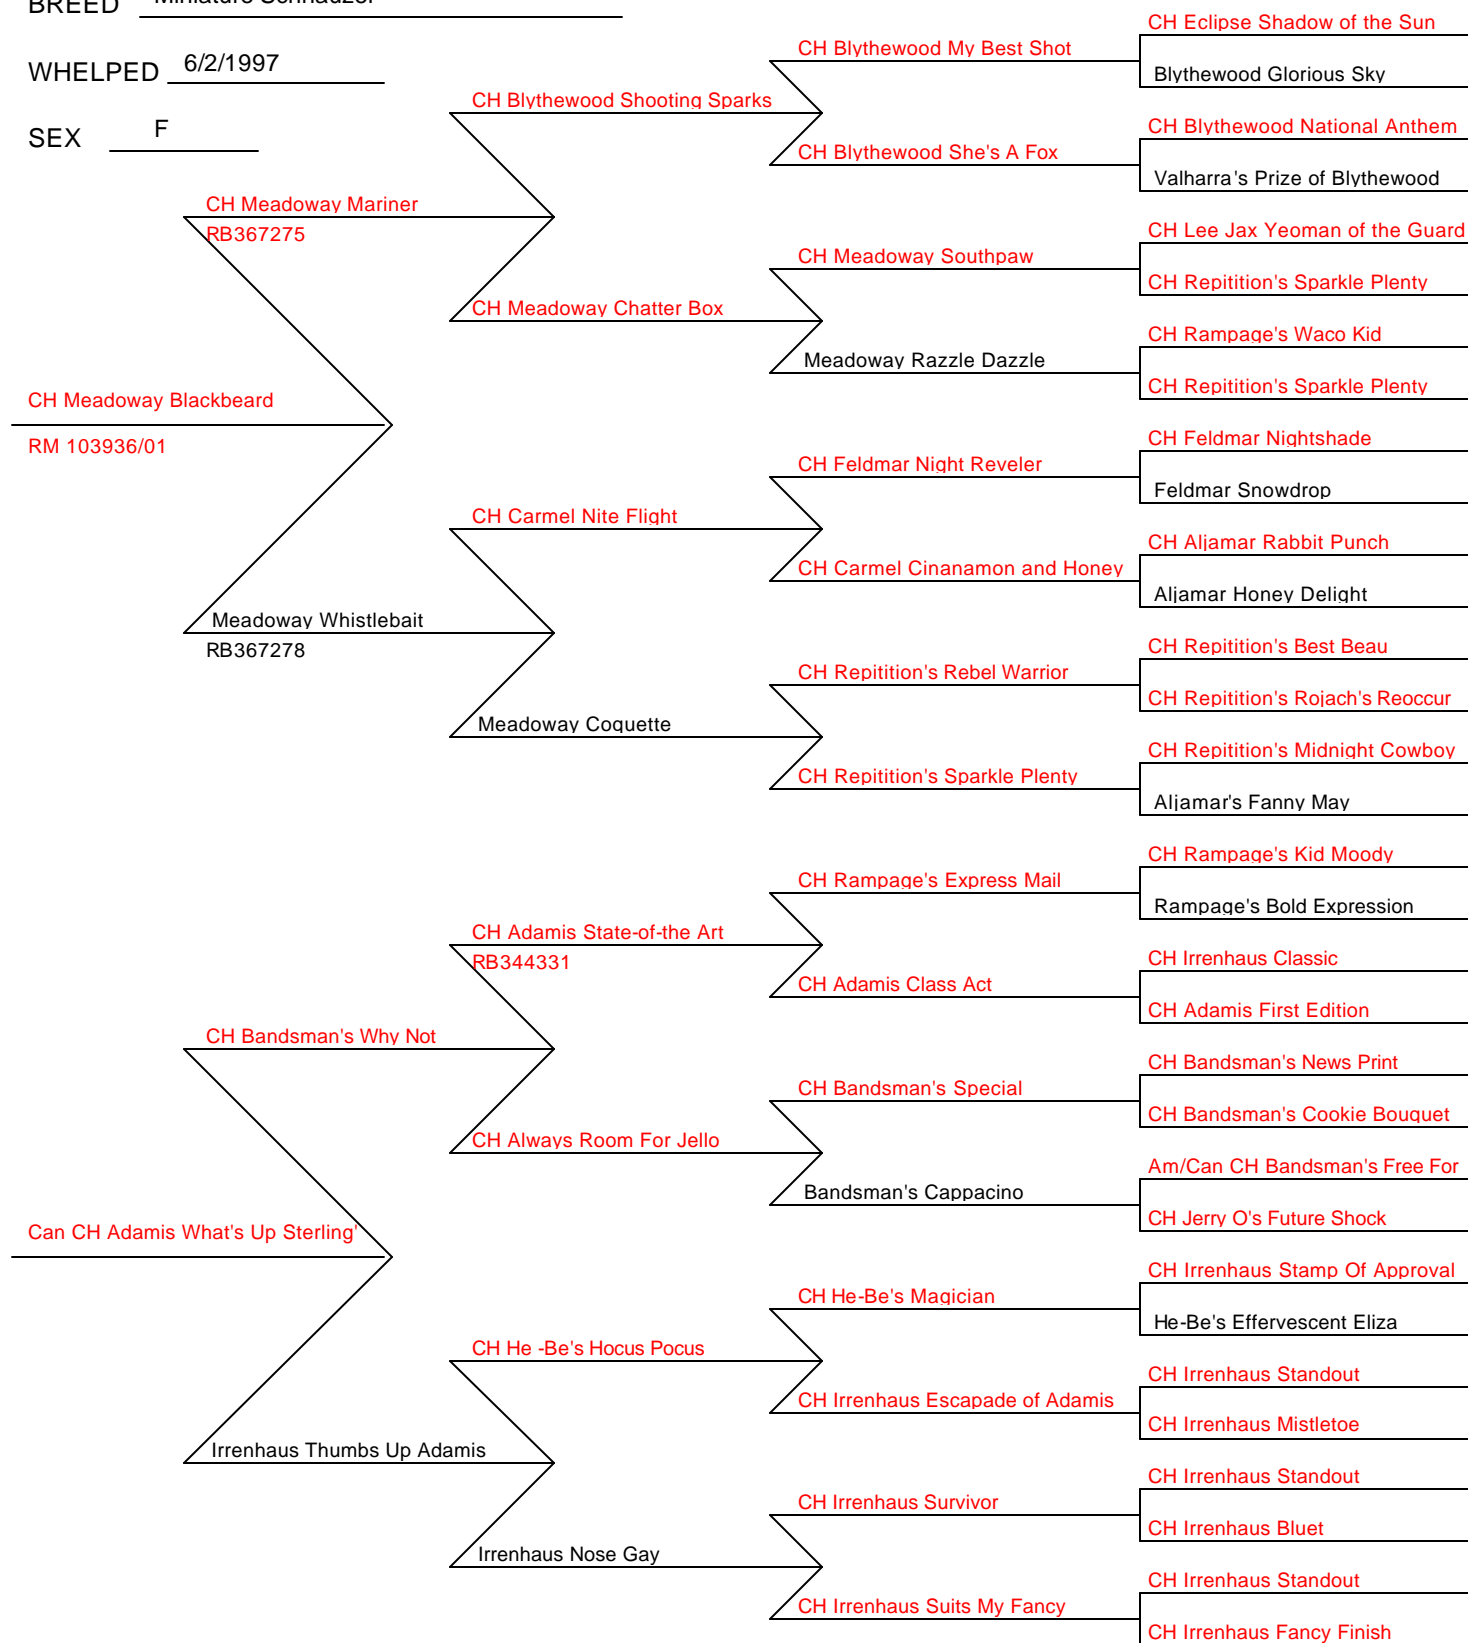 BREED Miniature Schnauzer
WHELPED 6/2/1997
SEX F
CH Meadoway Blackbeard
RM 103936/01
Can CH Adamis What's Up Sterling'
CH Meadoway Mariner
RB367275
Meadoway Whistlebait
RB367278
CH Bandsman's Why Not
Irrenhaus Thumbs Up Adamis
CH Blythewood Shooting Sparks
CH Meadoway Chatter Box
CH Carmel Nite Flight
Meadoway Coquette
CH Adamis State-of-the Art
RB344331
CH Always Room For Jello
CH He -Be's Hocus Pocus
Irrenhaus Nose Gay
CH Blythewood My Best Shot
CH Blythewood She's A Fox
CH Meadoway Southpaw
Meadoway Razzle Dazzle
CH Feldmar Night Reveler
CH Carmel Cinanamon and Honey
CH Repitition's Rebel Warrior
CH Repitition's Sparkle Plenty
CH Rampage's Express Mail
CH Adamis Class Act
CH Bandsman's Special
Bandsman's Cappacino
CH He-Be's Magician
CH Irrenhaus Escapade of Adamis
CH Irrenhaus Survivor
CH Irrenhaus Suits My Fancy
CH Eclipse Shadow of the Sun
Blythewood Glorious Sky
CH Blythewood National Anthem
Valharra's Prize of Blythewood
CH Lee Jax Yeoman of the Guard
CH Repitition's Sparkle Plenty
CH Rampage's Waco Kid
CH Repitition's Sparkle Plenty
CH Feldmar Nightshade
Feldmar Snowdrop
CH Aljamar Rabbit Punch
Aljamar Honey Delight
CH Repitition's Best Beau
CH Repitition's Rojach's Reoccur
CH Repitition's Midnight Cowboy
Aljamar's Fanny May
CH Rampage's Kid Moody
Rampage's Bold Expression
CH Irrenhaus Classic
CH Adamis First Edition
CH Bandsman's News Print
CH Bandsman's Cookie Bouquet
Am/Can CH Bandsman's Free For
CH Jerry O's Future Shock
CH Irrenhaus Stamp Of Approval
He-Be's Effervescent Eliza
CH Irrenhaus Standout
CH Irrenhaus Mistletoe
CH Irrenhaus Standout
CH Irrenhaus Bluet
CH Irrenhaus Standout
CH Irrenhaus Fancy Finish